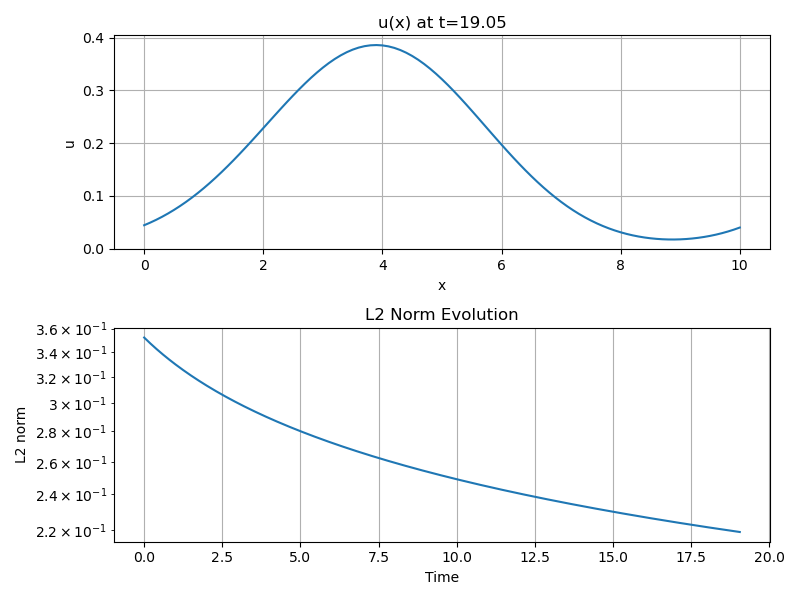 u(x) at t=19.05
u
0.4
0.3
0.2
0.1
0.0
0 2 4 6 8 10
x
L2 Norm Evolution
L2 norm
3.6 × 10⁻¹
3.4 × 10⁻¹
3.2 × 10⁻¹
3 × 10⁻¹
2.8 × 10⁻¹
2.6 × 10⁻¹
2.4 × 10⁻¹
2.2 × 10⁻¹
0.0 2.5 5.0 7.5 10.0 12.5 15.0 17.5 20.0
Time